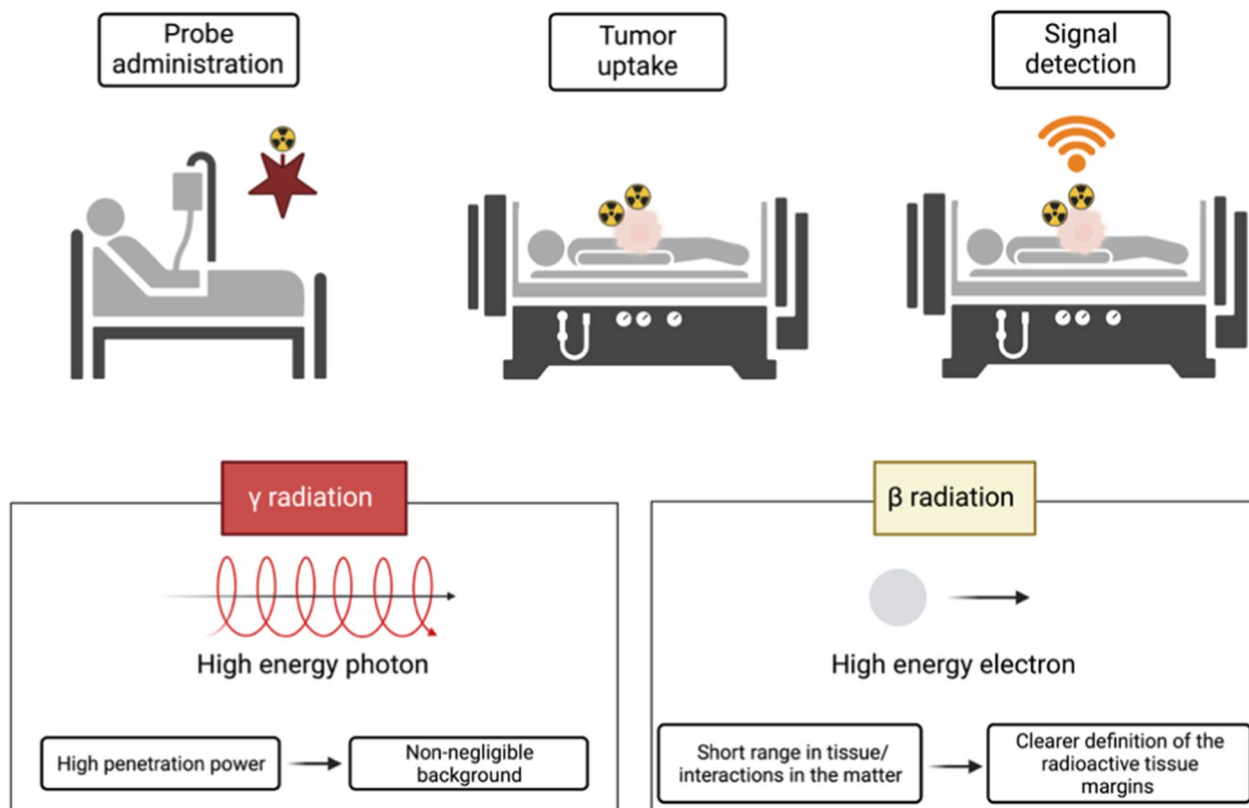 Probe
administration
Tumor
uptake
Signal
detection
γ radiation
High energy photon
High penetration power
Non-negligible
background
β radiation
High energy electron
Short range in tissue/
interactions in the matter
Clearer definition of the
radioactive tissue
margins